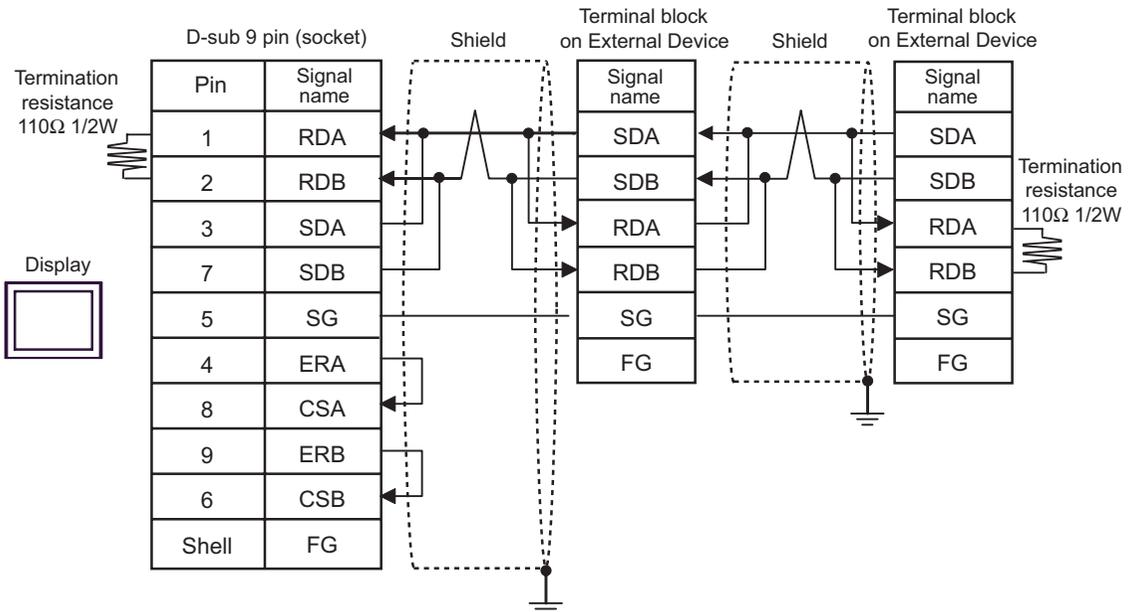 Terminal block
on External Device
Terminal block
on External Device
D-sub 9 pin (socket)
Shield
Shield
Termination
resistance
110Ω 1/2W
Pin
Signal
name
1
RDA
2
RDB
3
SDA
7
SDB
5
SG
4
ERA
8
CSA
9
ERB
6
CSB
Shell
FG
Display
Signal
name
SDA
SDB
RDA
RDB
SG
FG
Signal
name
SDA
SDB
RDA
RDB
SG
FG
Termination
resistance
110Ω 1/2W